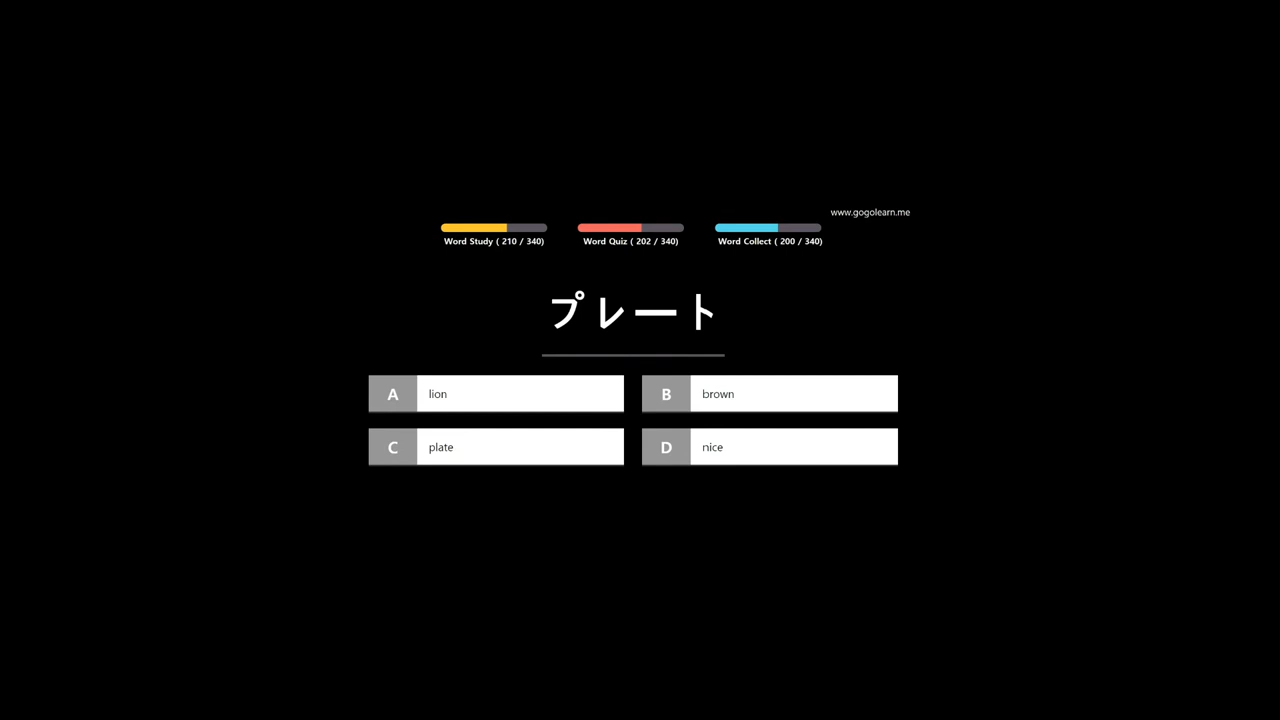 www.gogolearn.me
Word Study ( 210 / 340) Word Quiz ( 202 / 340) Word Collect ( 200 / 340)
プレート
A lion B brown
C plate D nice